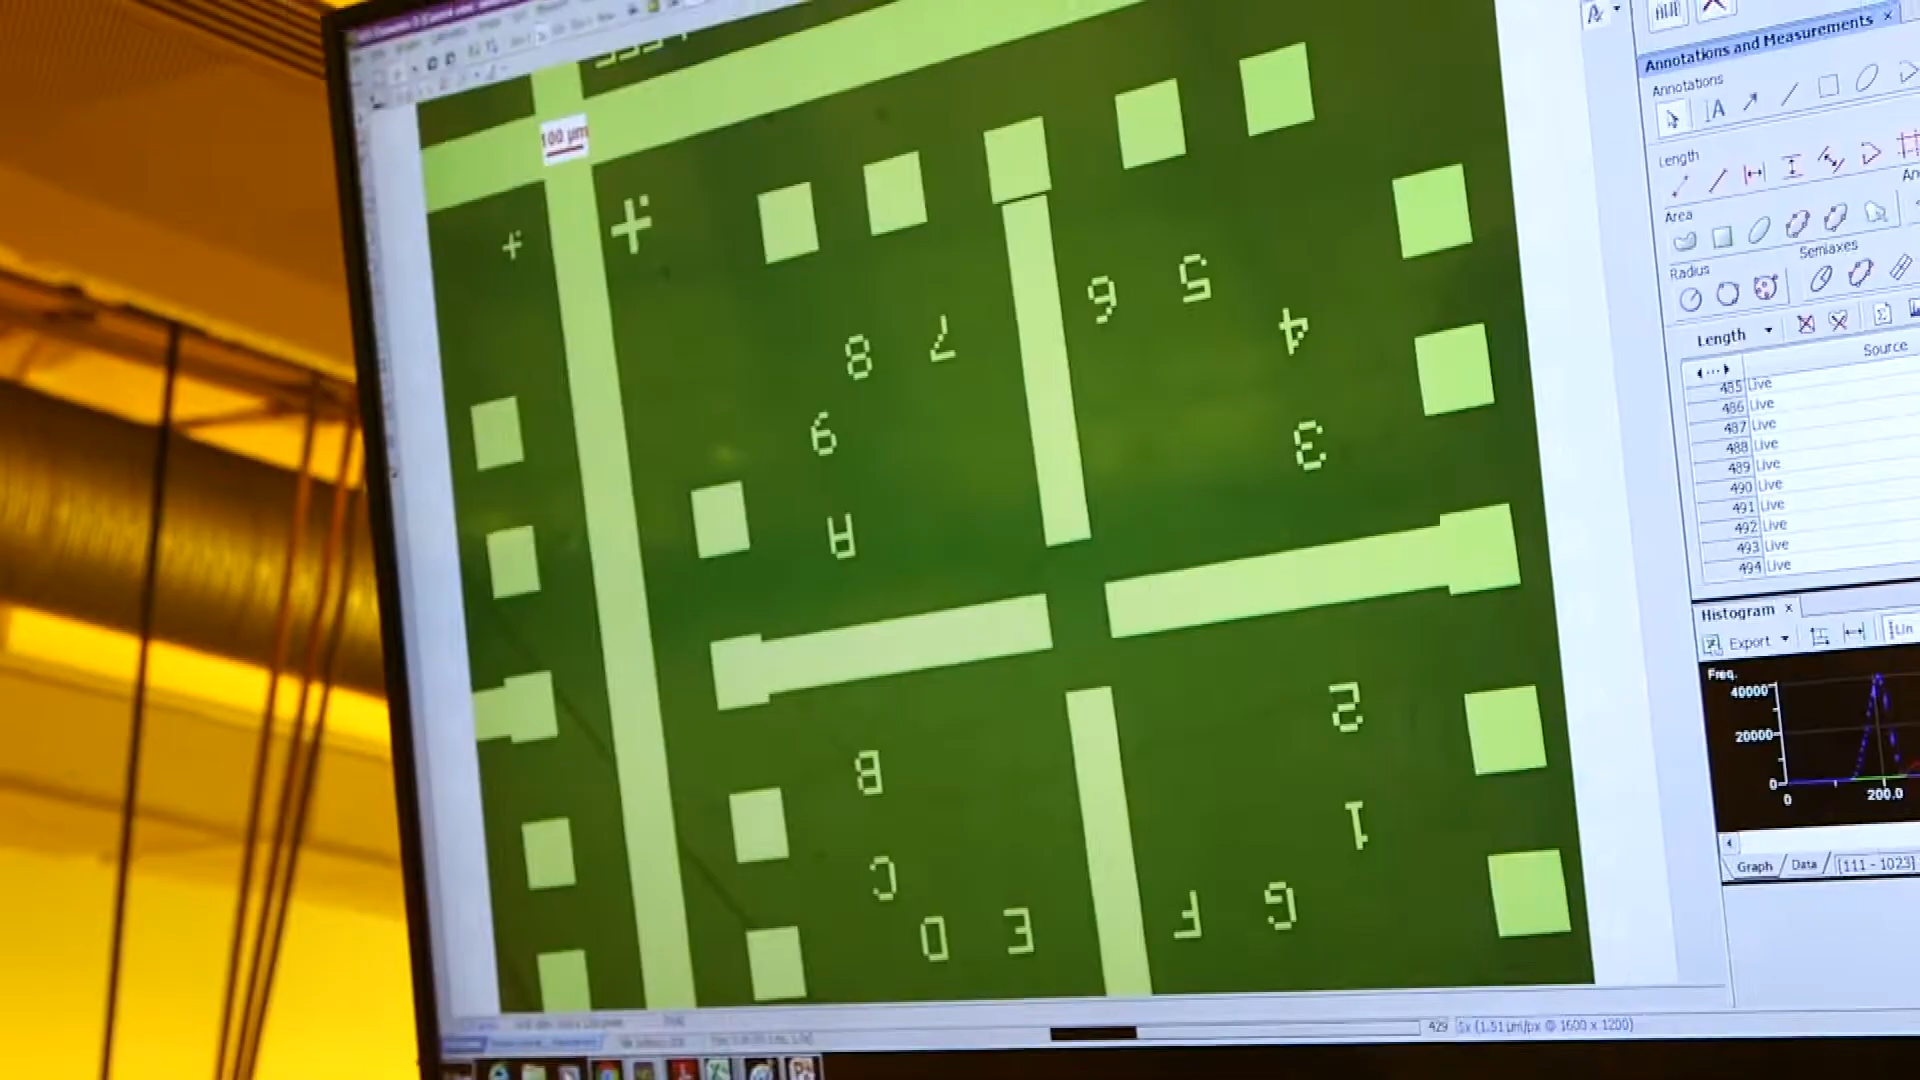 100 µm
8
7
6
5
4
9
3
A
2
B
1
C
D
E
F
G
Annotations and Measurements
Annotations
Length
Area
Radius
Semiaxes
Length
Source
485 Live
486 Live
487 Live
488 Live
489 Live
490 Live
491 Live
492 Live
493 Live
494 Live
Histogram
Export
Lin
Freq.
40000
20000
0
0 200.0
Graph Data [111 - 1023]
429 5x (1.51 µm/px @ 1600 x 1200)